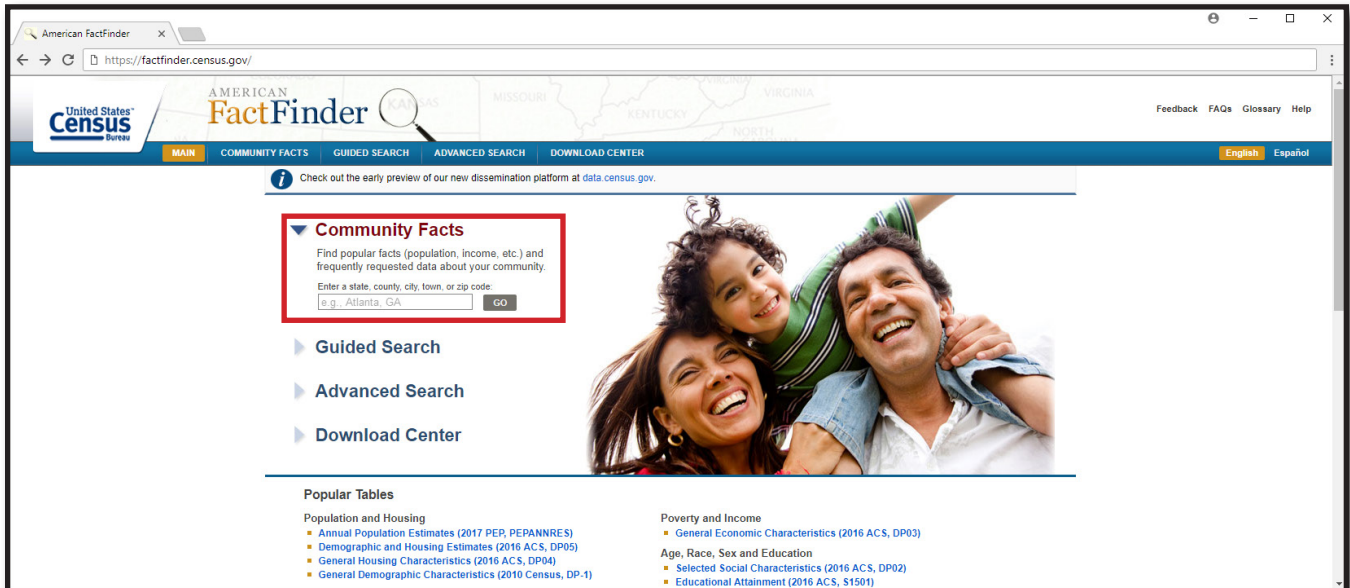 American FactFinder
https://factfinder.census.gov/
United States™
Census
Bureau
AMERICAN
FactFinder
KANSAS
MISSOURI
KENTUCKY
VIRGINIA
NORTH
Feedback FAQs Glossary Help
MAIN COMMUNITY FACTS GUIDED SEARCH ADVANCED SEARCH DOWNLOAD CENTER English Español
i Check out the early preview of our new dissemination platform at data.census.gov.
Community Facts
Find popular facts (population, income, etc.) and
frequently requested data about your community.
Enter a state, county, city, town, or zip code:
e.g., Atlanta, GA GO
Guided Search
Advanced Search
Download Center
Popular Tables
Population and Housing
Annual Population Estimates (2017 PEP, PEPANNRES)
Demographic and Housing Estimates (2016 ACS, DP05)
General Housing Characteristics (2016 ACS, DP04)
General Demographic Characteristics (2010 Census, DP-1)
Poverty and Income
General Economic Characteristics (2016 ACS, DP03)
Age, Race, Sex and Education
Selected Social Characteristics (2016 ACS, DP02)
Educational Attainment (2016 ACS, S1501)